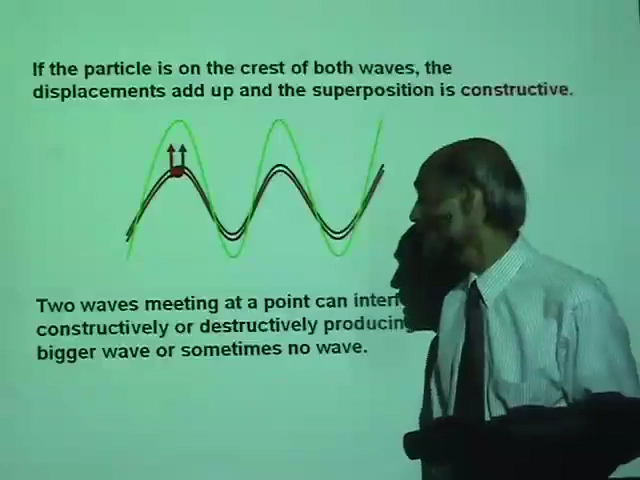 If the particle is on the crest of both waves, the
displacements add up and the superposition is constructive.
Two waves meeting at a point can
constructively or destructively
bigger wave or sometimes no wave.